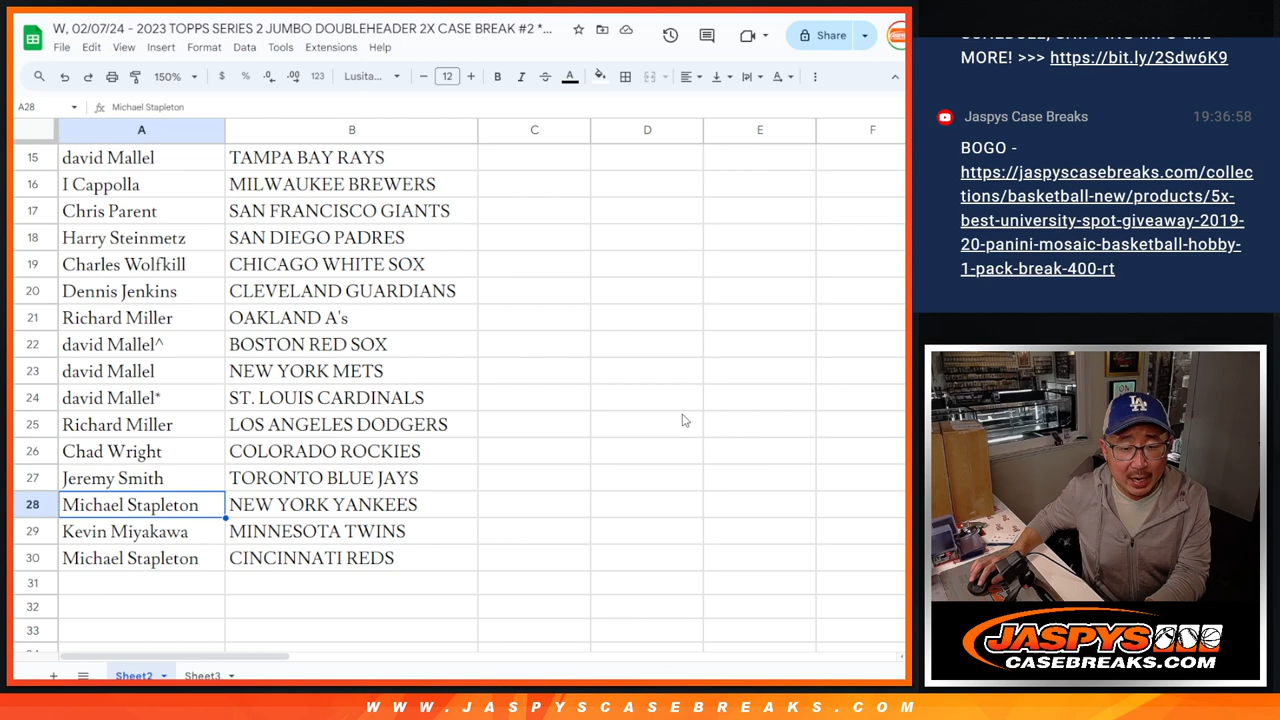 W, 02/07/24 - 2023 TOPPS SERIES 2 JUMBO DOUBLEHEADER 2X CASE BREAK #2 *...
File Edit View Insert Format Data Tools Extensions Help
Share
150% $ % .0 .00 123 Lusita... 12 B I A
A28 fx Michael Stapleton
A B C D E F
15 david Mallel TAMPA BAY RAYS
16 I Cappolla MILWAUKEE BREWERS
17 Chris Parent SAN FRANCISCO GIANTS
18 Harry Steinmetz SAN DIEGO PADRES
19 Charles Wolfkill CHICAGO WHITE SOX
20 Dennis Jenkins CLEVELAND GUARDIANS
21 Richard Miller OAKLAND A's
22 david Mallel^ BOSTON RED SOX
23 david Mallel NEW YORK METS
24 david Mallel* ST. LOUIS CARDINALS
25 Richard Miller LOS ANGELES DODGERS
26 Chad Wright COLORADO ROCKIES
27 Jeremy Smith TORONTO BLUE JAYS
28 Michael Stapleton NEW YORK YANKEES
29 Kevin Miyakawa MINNESOTA TWINS
30 Michael Stapleton CINCINNATI REDS
31
32
33
Sheet2 Sheet3
MORE! >>> https://bit.ly/2Sdw6K9
Jaspys Case Breaks 19:36:58
BOGO -
https://jaspyscasebreaks.com/collec
tions/basketball-new/products/5x-
best-university-spot-giveaway-2019-
20-panini-mosaic-basketball-hobby-
1-pack-break-400-rt
ON
LA
JASPYS
CASEBREAKS.COM
WWW.JASPYSCASEBREAKS.COM